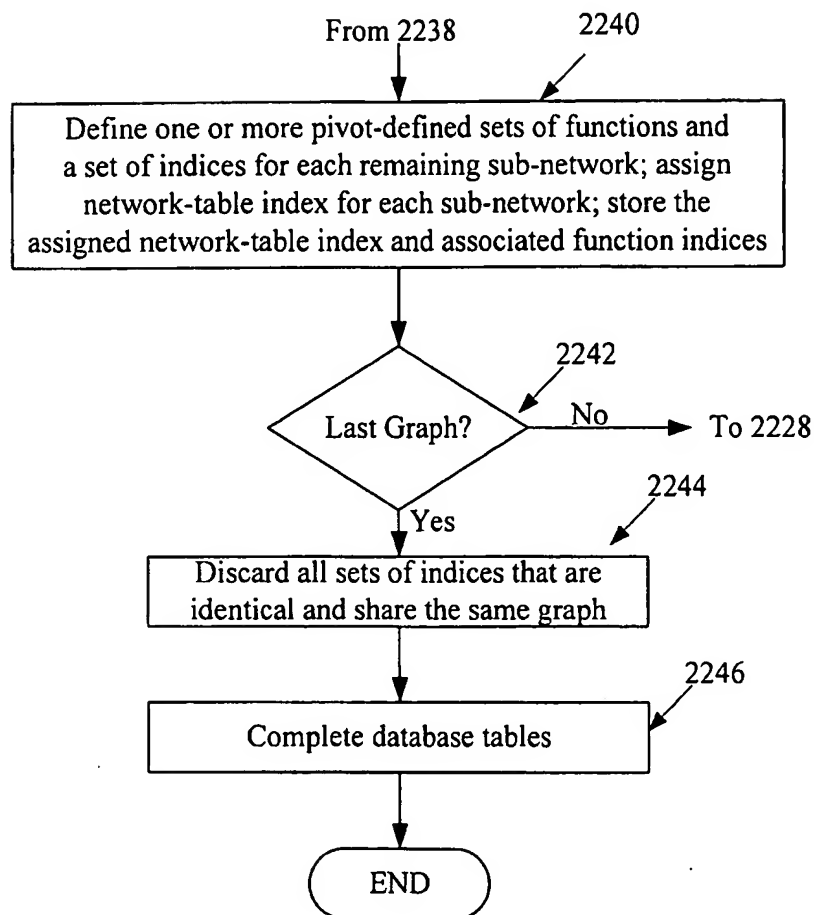 From 2238
2240
Define one or more pivot-defined sets of functions and
a set of indices for each remaining sub-network; assign
network-table index for each sub-network; store the
assigned network-table index and associated function indices
2242
Last Graph?
No
To 2228
Yes
2244
Discard all sets of indices that are
identical and share the same graph
2246
Complete database tables
END